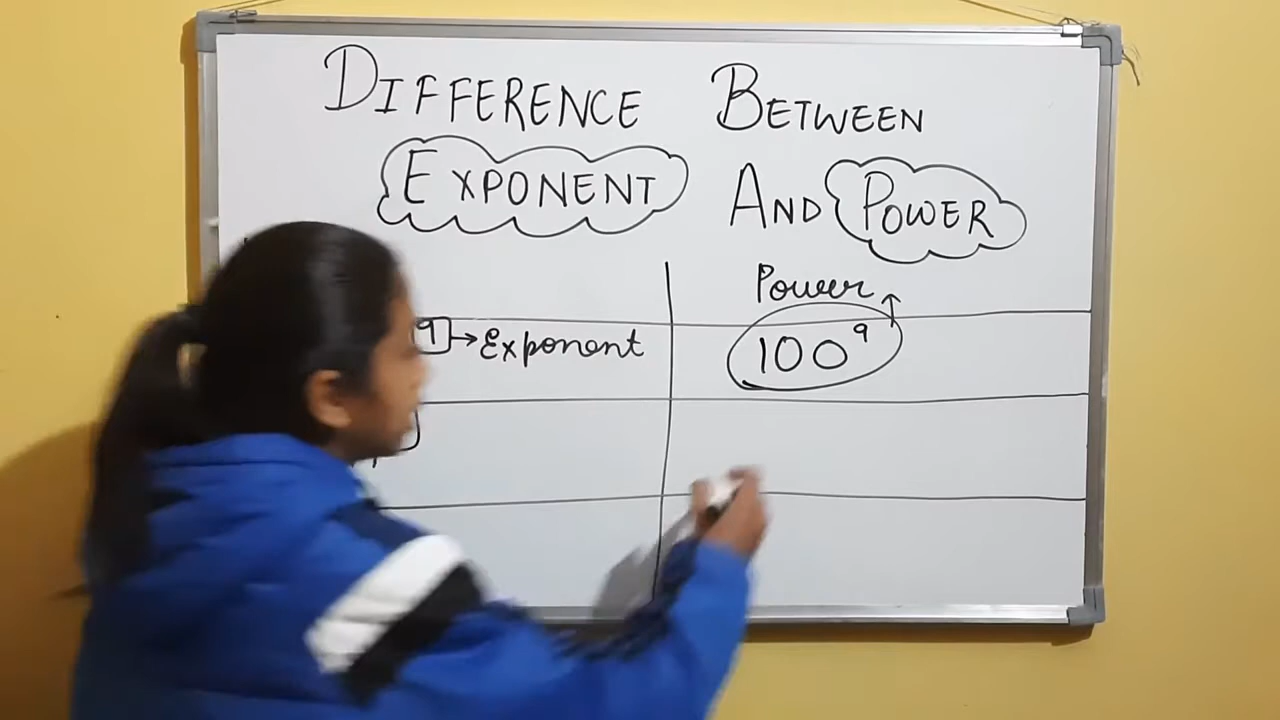 DIFFERENCE BETWEEN
EXPONENT AND POWER
Power
9 → Exponent
100⁹